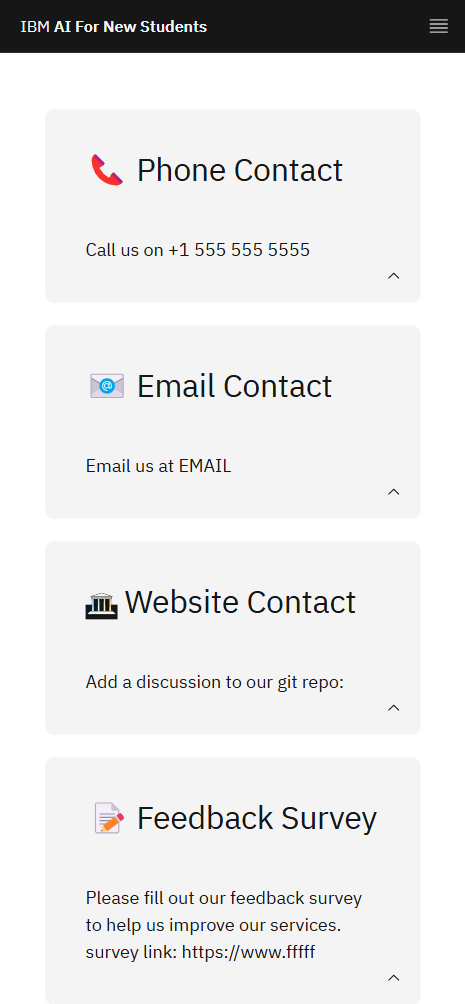 IBM AI For New Students
Phone Contact
Call us on +1 555 555 5555
Email Contact
Email us at EMAIL
Website Contact
Add a discussion to our git repo:
Feedback Survey
Please fill out our feedback survey
to help us improve our services.
survey link: https://www.fffff